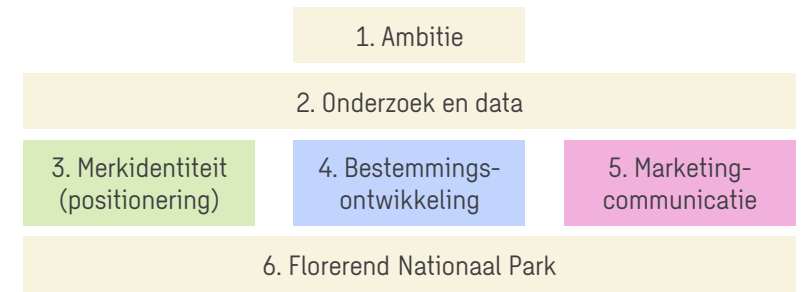 1. Ambitie
2. Onderzoek en data
3. Merkidentiteit
(positionering)
4. Bestemmings-
ontwikkeling
5. Marketing-
communicatie
6. Florerend Nationaal Park